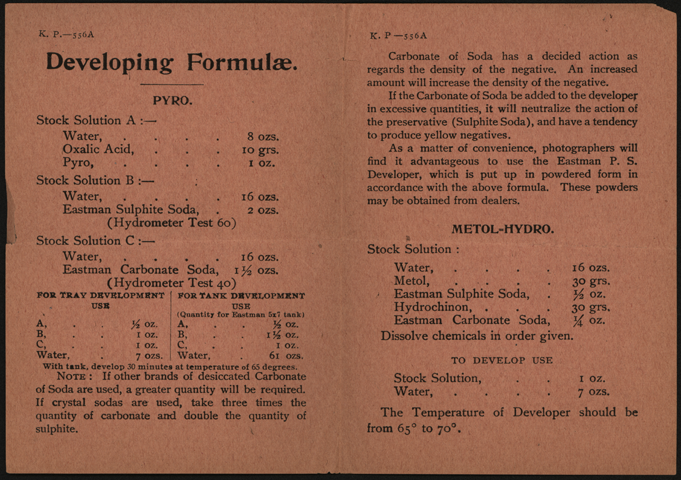 K. P.—556A
Developing Formulæ.
PYRO.
Stock Solution A :—
Water, . . . . 8 ozs.
Oxalic Acid, . . . 10 grs.
Pyro, . . . . 1 oz.
Stock Solution B :—
Water, . . . . 16 ozs.
Eastman Sulphite Soda, . 2 ozs.
(Hydrometer Test 60)
Stock Solution C :—
Water, . . . . 16 ozs.
Eastman Carbonate Soda, 1½ ozs.
(Hydrometer Test 40)
FOR TRAY DEVELOPMENT
USE
A, . . ½ oz.
B, . . 1 oz.
C, . . 1 oz.
Water, . . 7 ozs.
FOR TANK DEVELOPMENT
USE
(Quantity for Eastman 5x7 tank)
A, . . ½ oz.
B, . . 1½ oz.
C, . . 1 oz.
Water, . . 61 ozs.
With tank, develop 30 minutes at temperature of 65 degrees.
NOTE : If other brands of desiccated Carbonate
of Soda are used, a greater quantity will be required.
If crystal sodas are used, take three times the
quantity of carbonate and double the quantity of
sulphite.
K. P—556A
Carbonate of Soda has a decided action as
regards the density of the negative. An increased
amount will increase the density of the negative.
If the Carbonate of Soda be added to the developer
in excessive quantities, it will neutralize the action of
the preservative (Sulphite Soda), and have a tendency
to produce yellow negatives.
As a matter of convenience, photographers will
find it advantageous to use the Eastman P. S.
Developer, which is put up in powdered form in
accordance with the above formula. These powders
may be obtained from dealers.
METOL-HYDRO.
Stock Solution :
Water, . . . . 16 ozs.
Metol, . . . . 30 grs.
Eastman Sulphite Soda, . ½ oz.
Hydrochinon, . . . 30 grs.
Eastman Carbonate Soda, ¼ oz.
Dissolve chemicals in order given.
TO DEVELOP USE
Stock Solution, . . . 1 oz.
Water, . . . . 7 ozs.
The Temperature of Developer should be
from 65° to 70°.